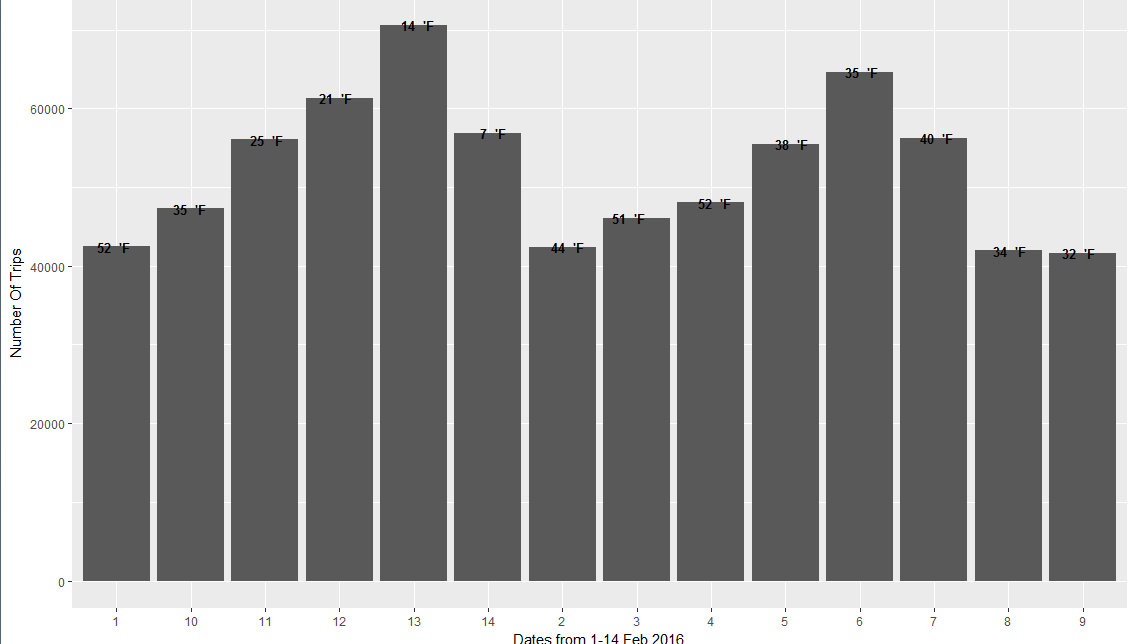 14 'F
35 'F
21 'F
60000
7 'F
40 'F
25 'F
38 'F
52 'F
35 'F
51 'F
52 'F
44 'F
34 'F
32 'F
40000
Number Of Trips
20000
0
1 10 11 12 13 14 2 3 4 5 6 7 8 9
Dates from 1-14 Feb 2016